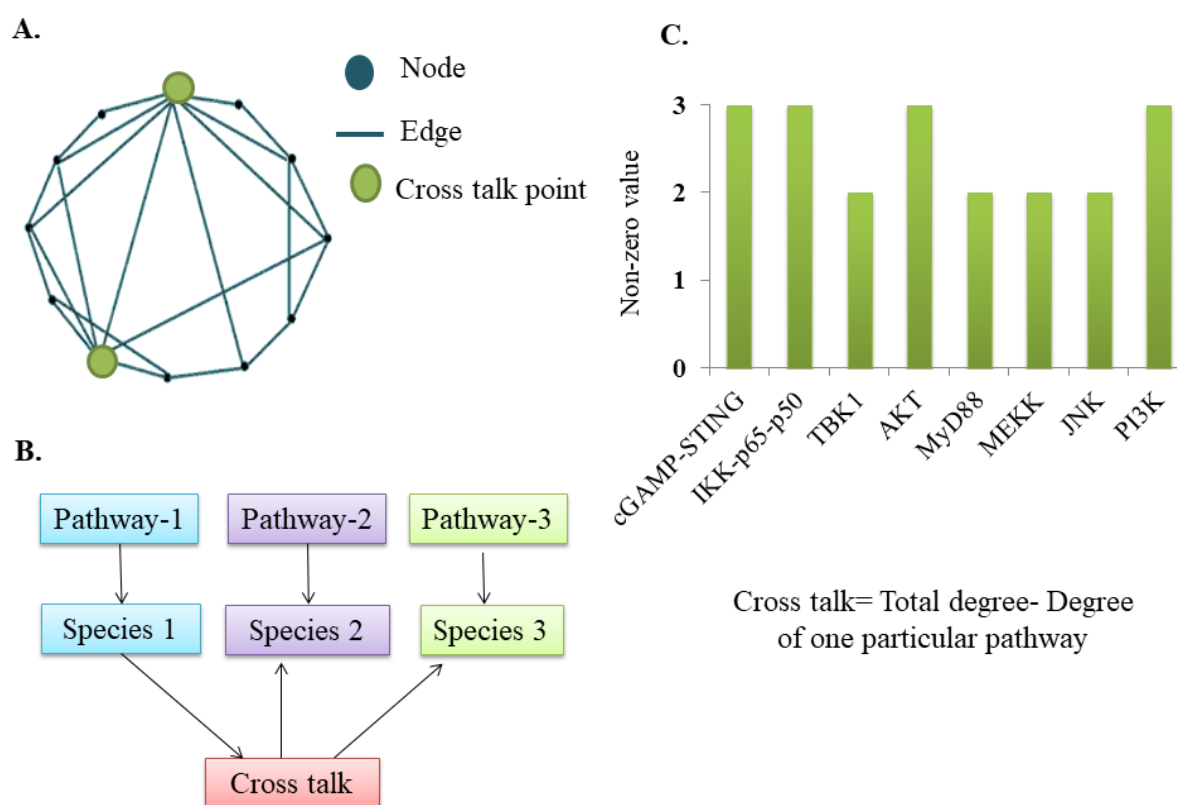 A.
Node
Edge
Cross talk point
B.
Pathway-1
Pathway-2
Pathway-3
Species 1
Species 2
Species 3
Cross talk
C.
Non-zero value
3
2
1
0
cGAMP-STING
IKK-p65-p50
TBK1
AKT
MyD88
MEKK
JNK
PI3K
Cross talk= Total degree- Degree
of one particular pathway